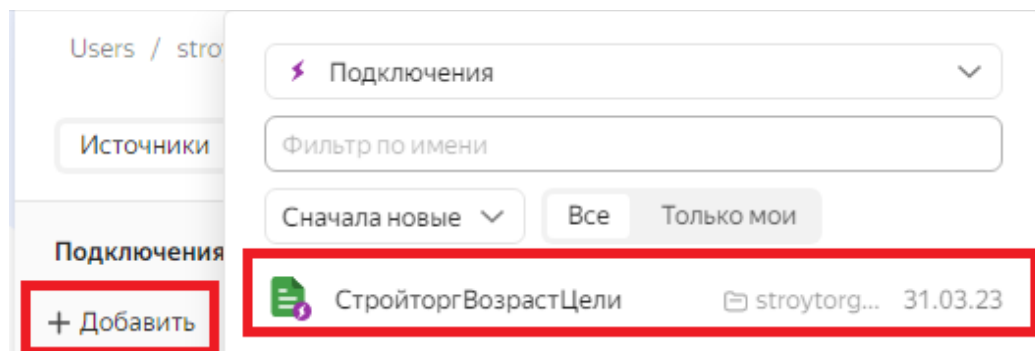 Users / stro
Подключения
Источники
Фильтр по имени
Сначала новые
Все
Только мои
Подключения
+ Добавить
СтройторгВозрастЦели
stroytorg...
31.03.23